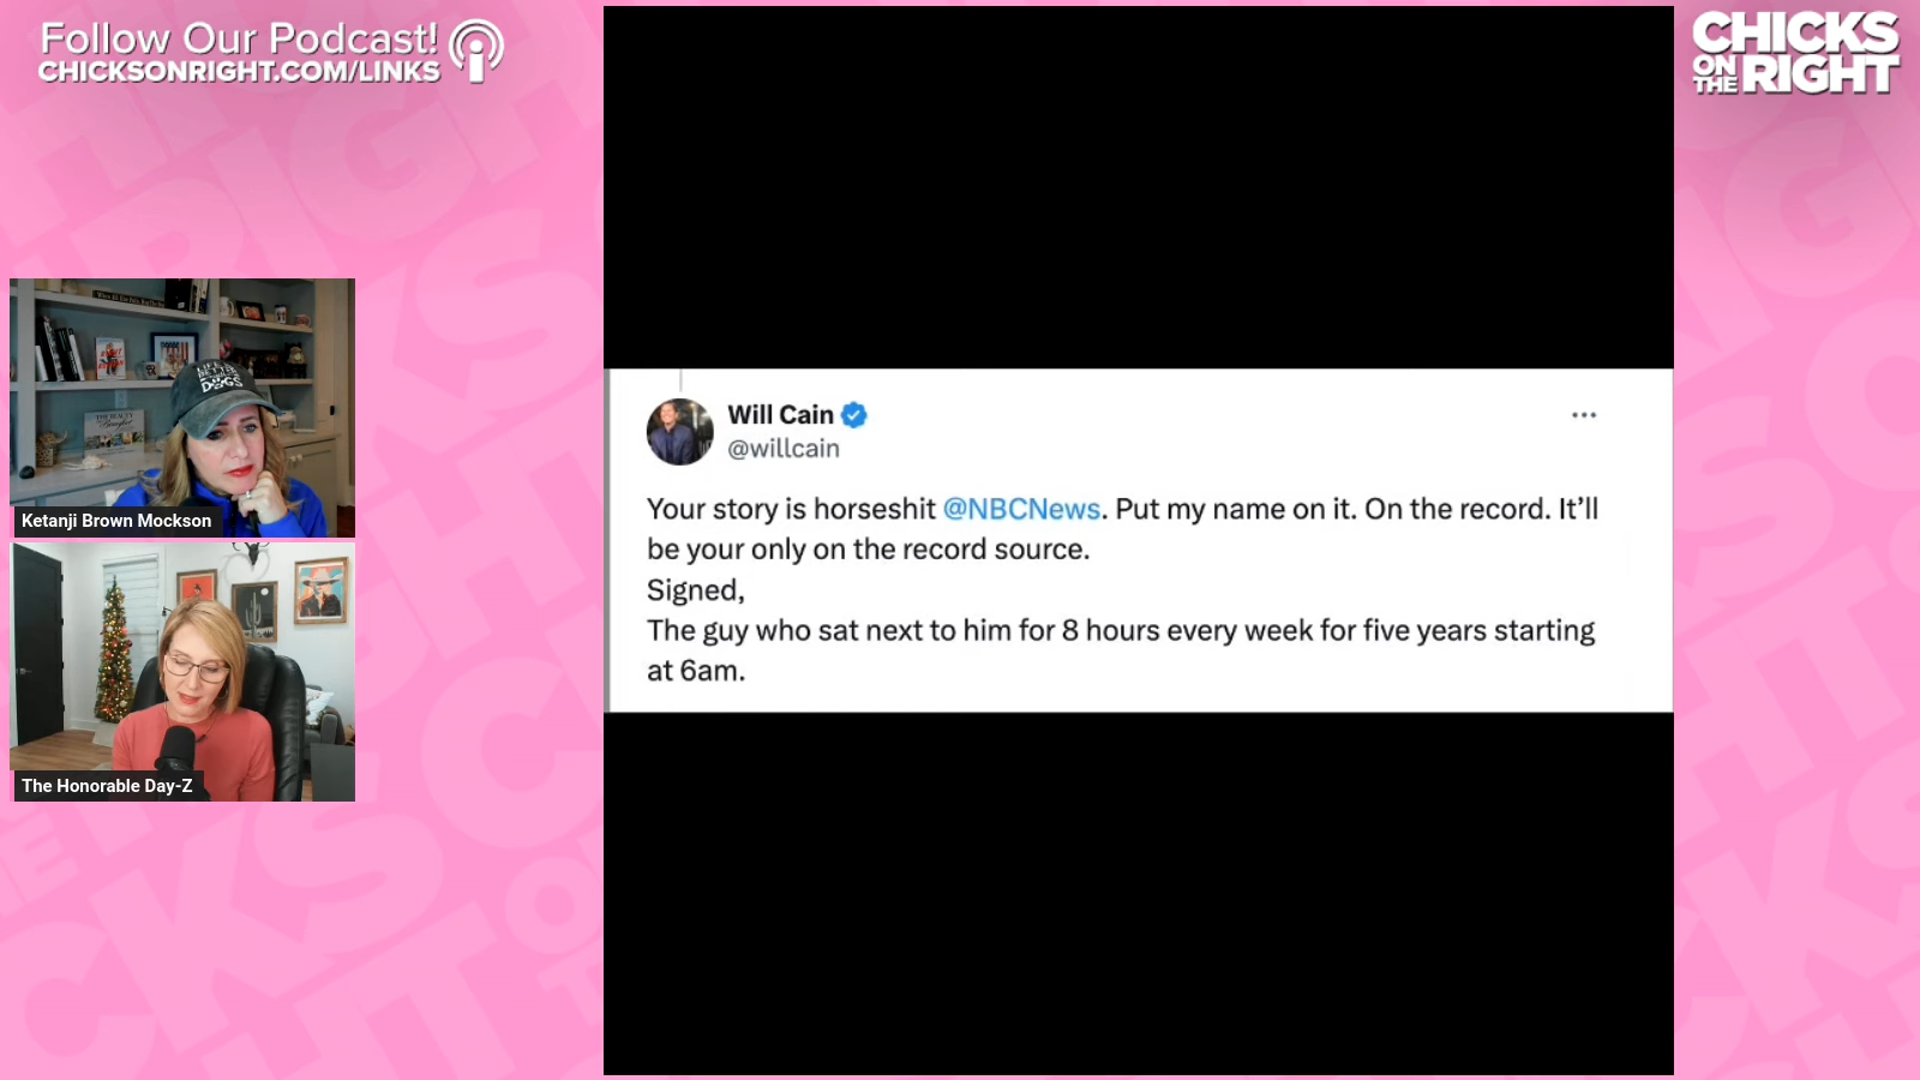 Follow Our Podcast!
CHICKSONRIGHT.COM/LINKS
CHICKS
ON THE RIGHT
LIFE'S
BETTER
DOGS
Ketanji Brown Mockson
The Honorable Day-Z
Will Cain
@willcain
Your story is horseshit @NBCNews. Put my name on it. On the record. It’ll
be your only on the record source.
Signed,
The guy who sat next to him for 8 hours every week for five years starting
at 6am.